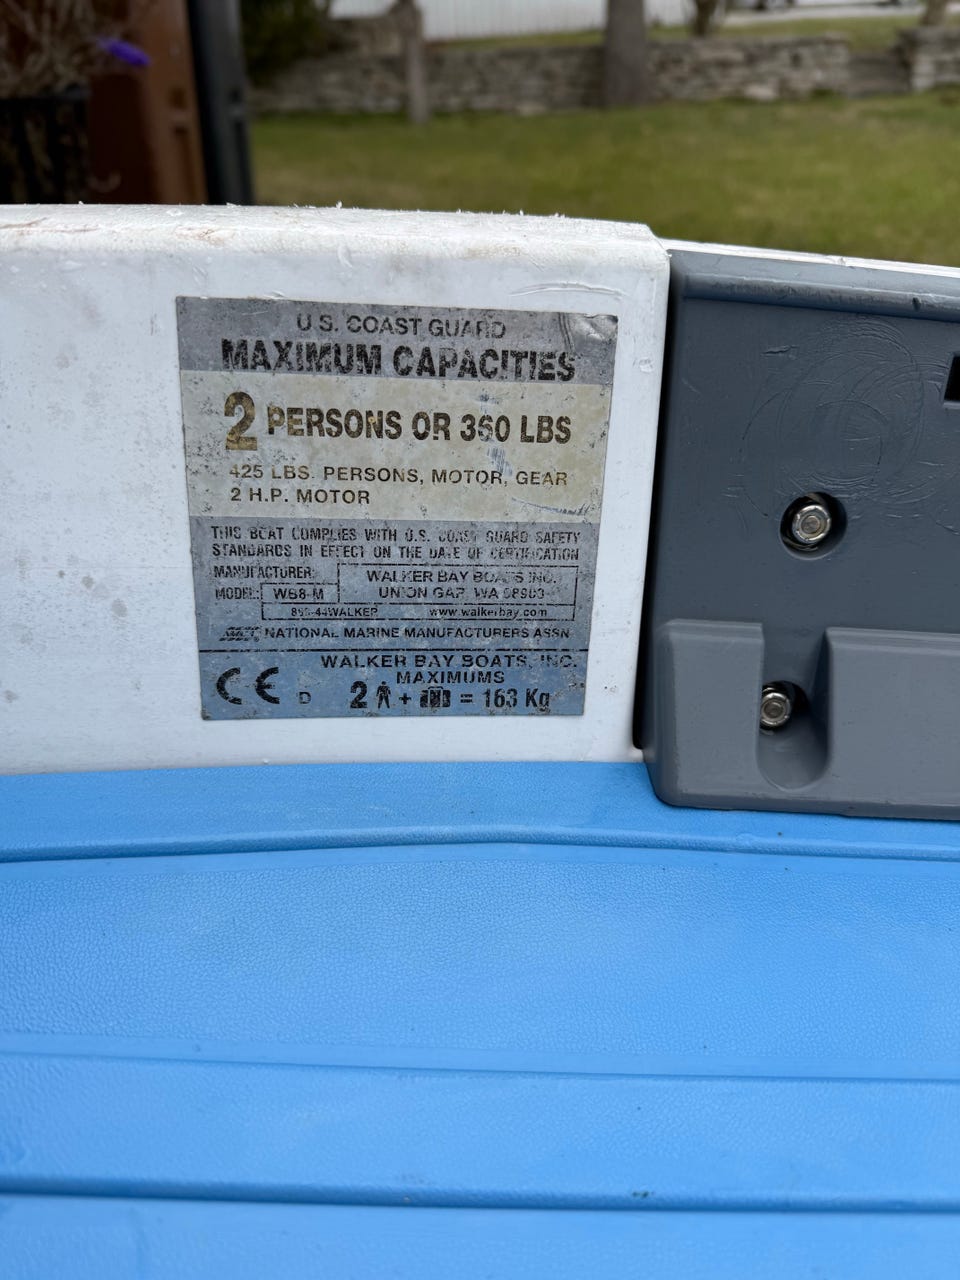 U.S. COAST GUARD
MAXIMUM CAPACITIES
2 PERSONS OR 360 LBS
425 LBS. PERSONS, MOTOR, GEAR
2 H.P. MOTOR
THIS BOAT COMPLIES WITH U.S. COAST GUARD SAFETY
STANDARDS IN EFFECT ON THE DATE OF CERTIFICATION
MANUFACTURER: WALKER BAY BOATS INC.
MODEL: WB8-M UNION GAP, WA
www.walkerbay.com
NATIONAL MARINE MANUFACTURERS ASSN
WALKER BAY BOATS, INC.
MAXIMUMS
CE D 2 + = 163 Kg